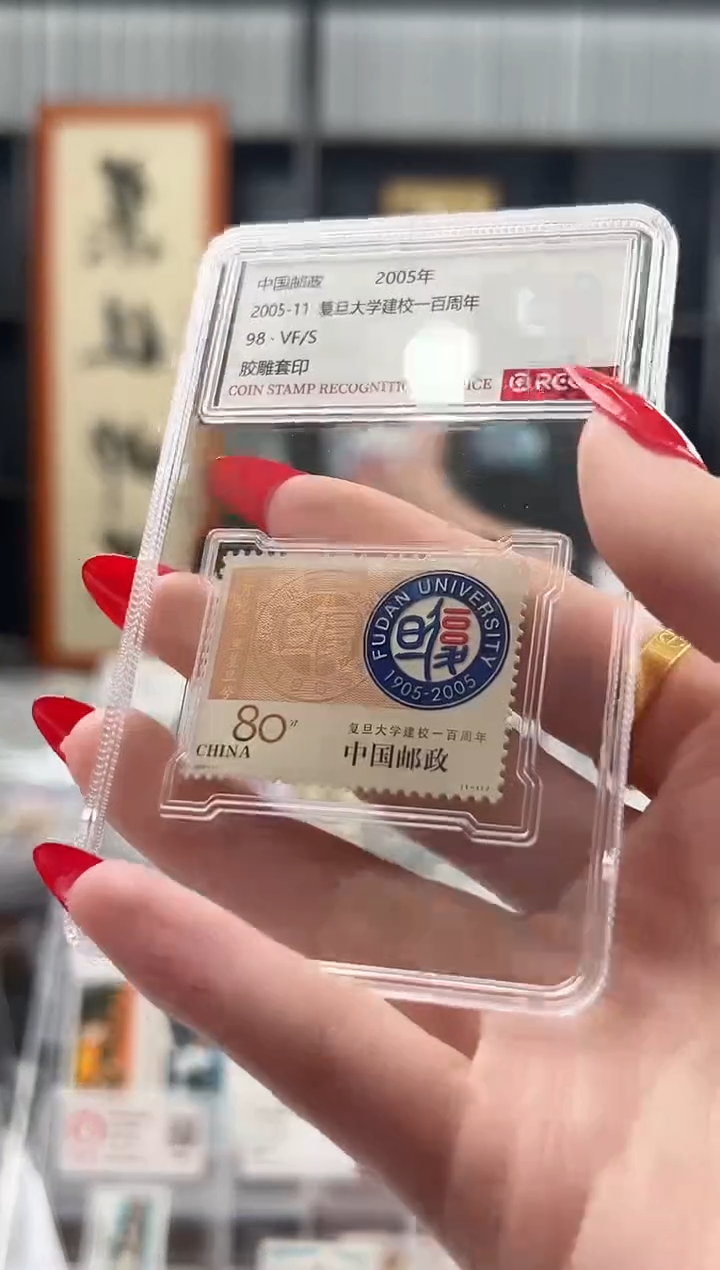 中国邮政 2005年
2005-11 复旦大学建校一百周年
98 · VF/S
胶雕套印
COIN STAMP RECOGNITI
FUDAN UNIVERSITY
100
1905-2005
80分
CHINA
复旦大学建校一百周年
中国邮政